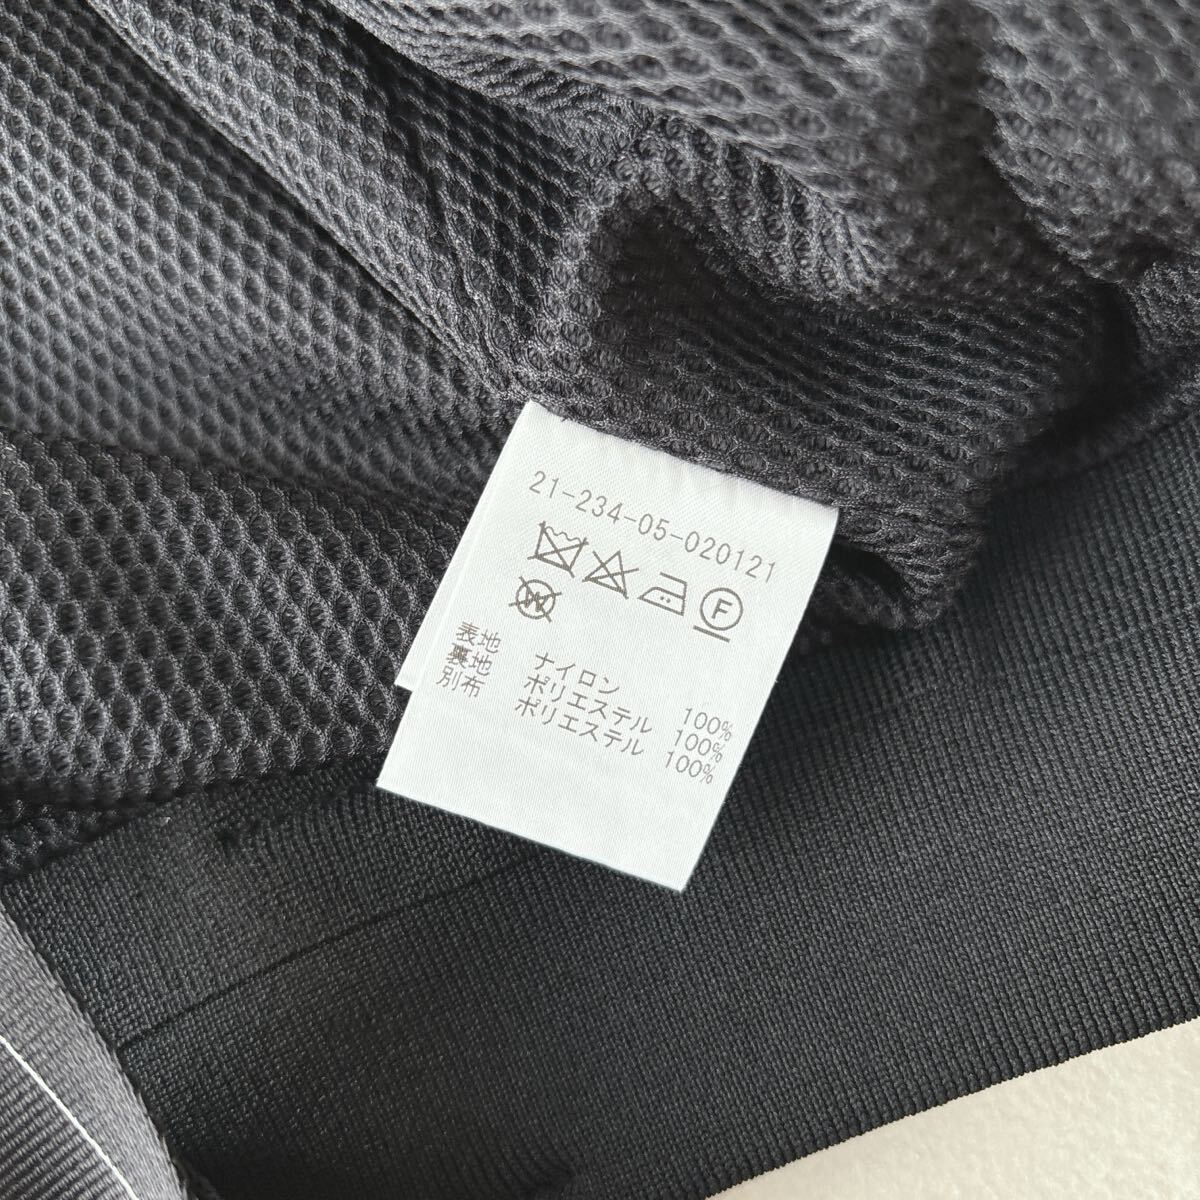 21-234-05-020121
F
W
表地 ナイロン 100%
裏地 ポリエステル 100%
別布 ポリエステル 100%